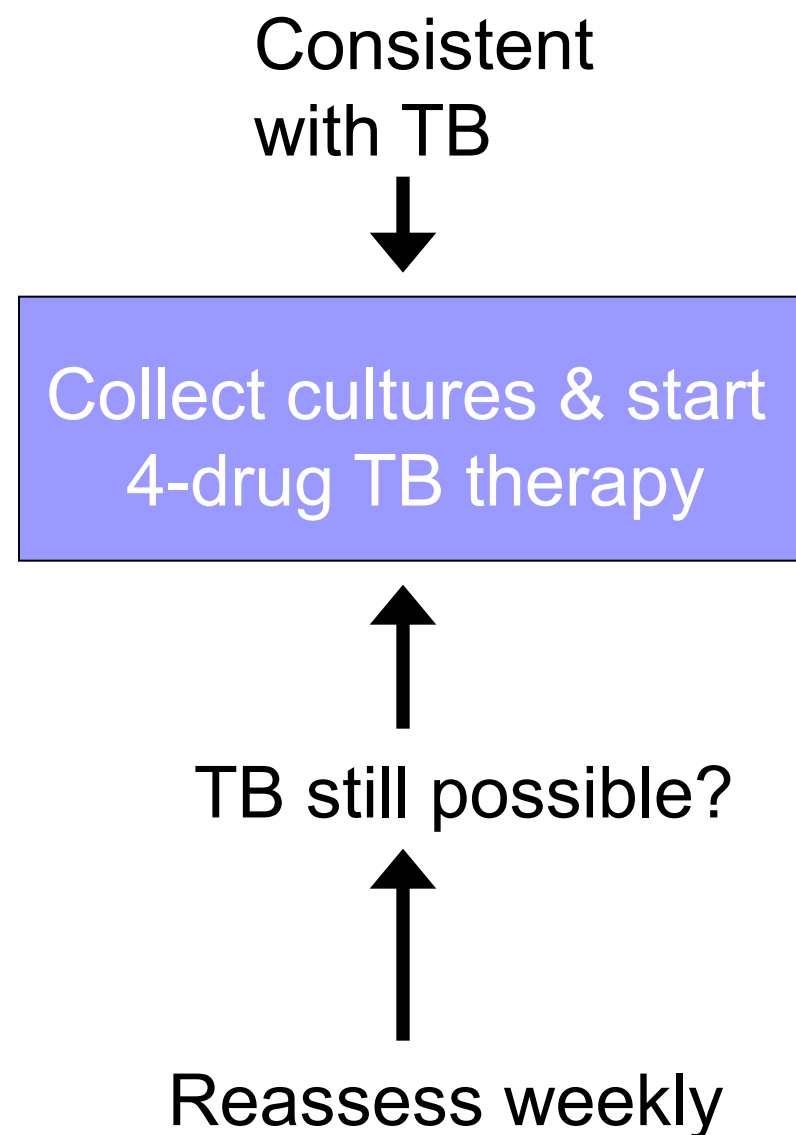 Consistent
with TB
Collect cultures & start
4-drug TB therapy
TB still possible?
Reassess weekly